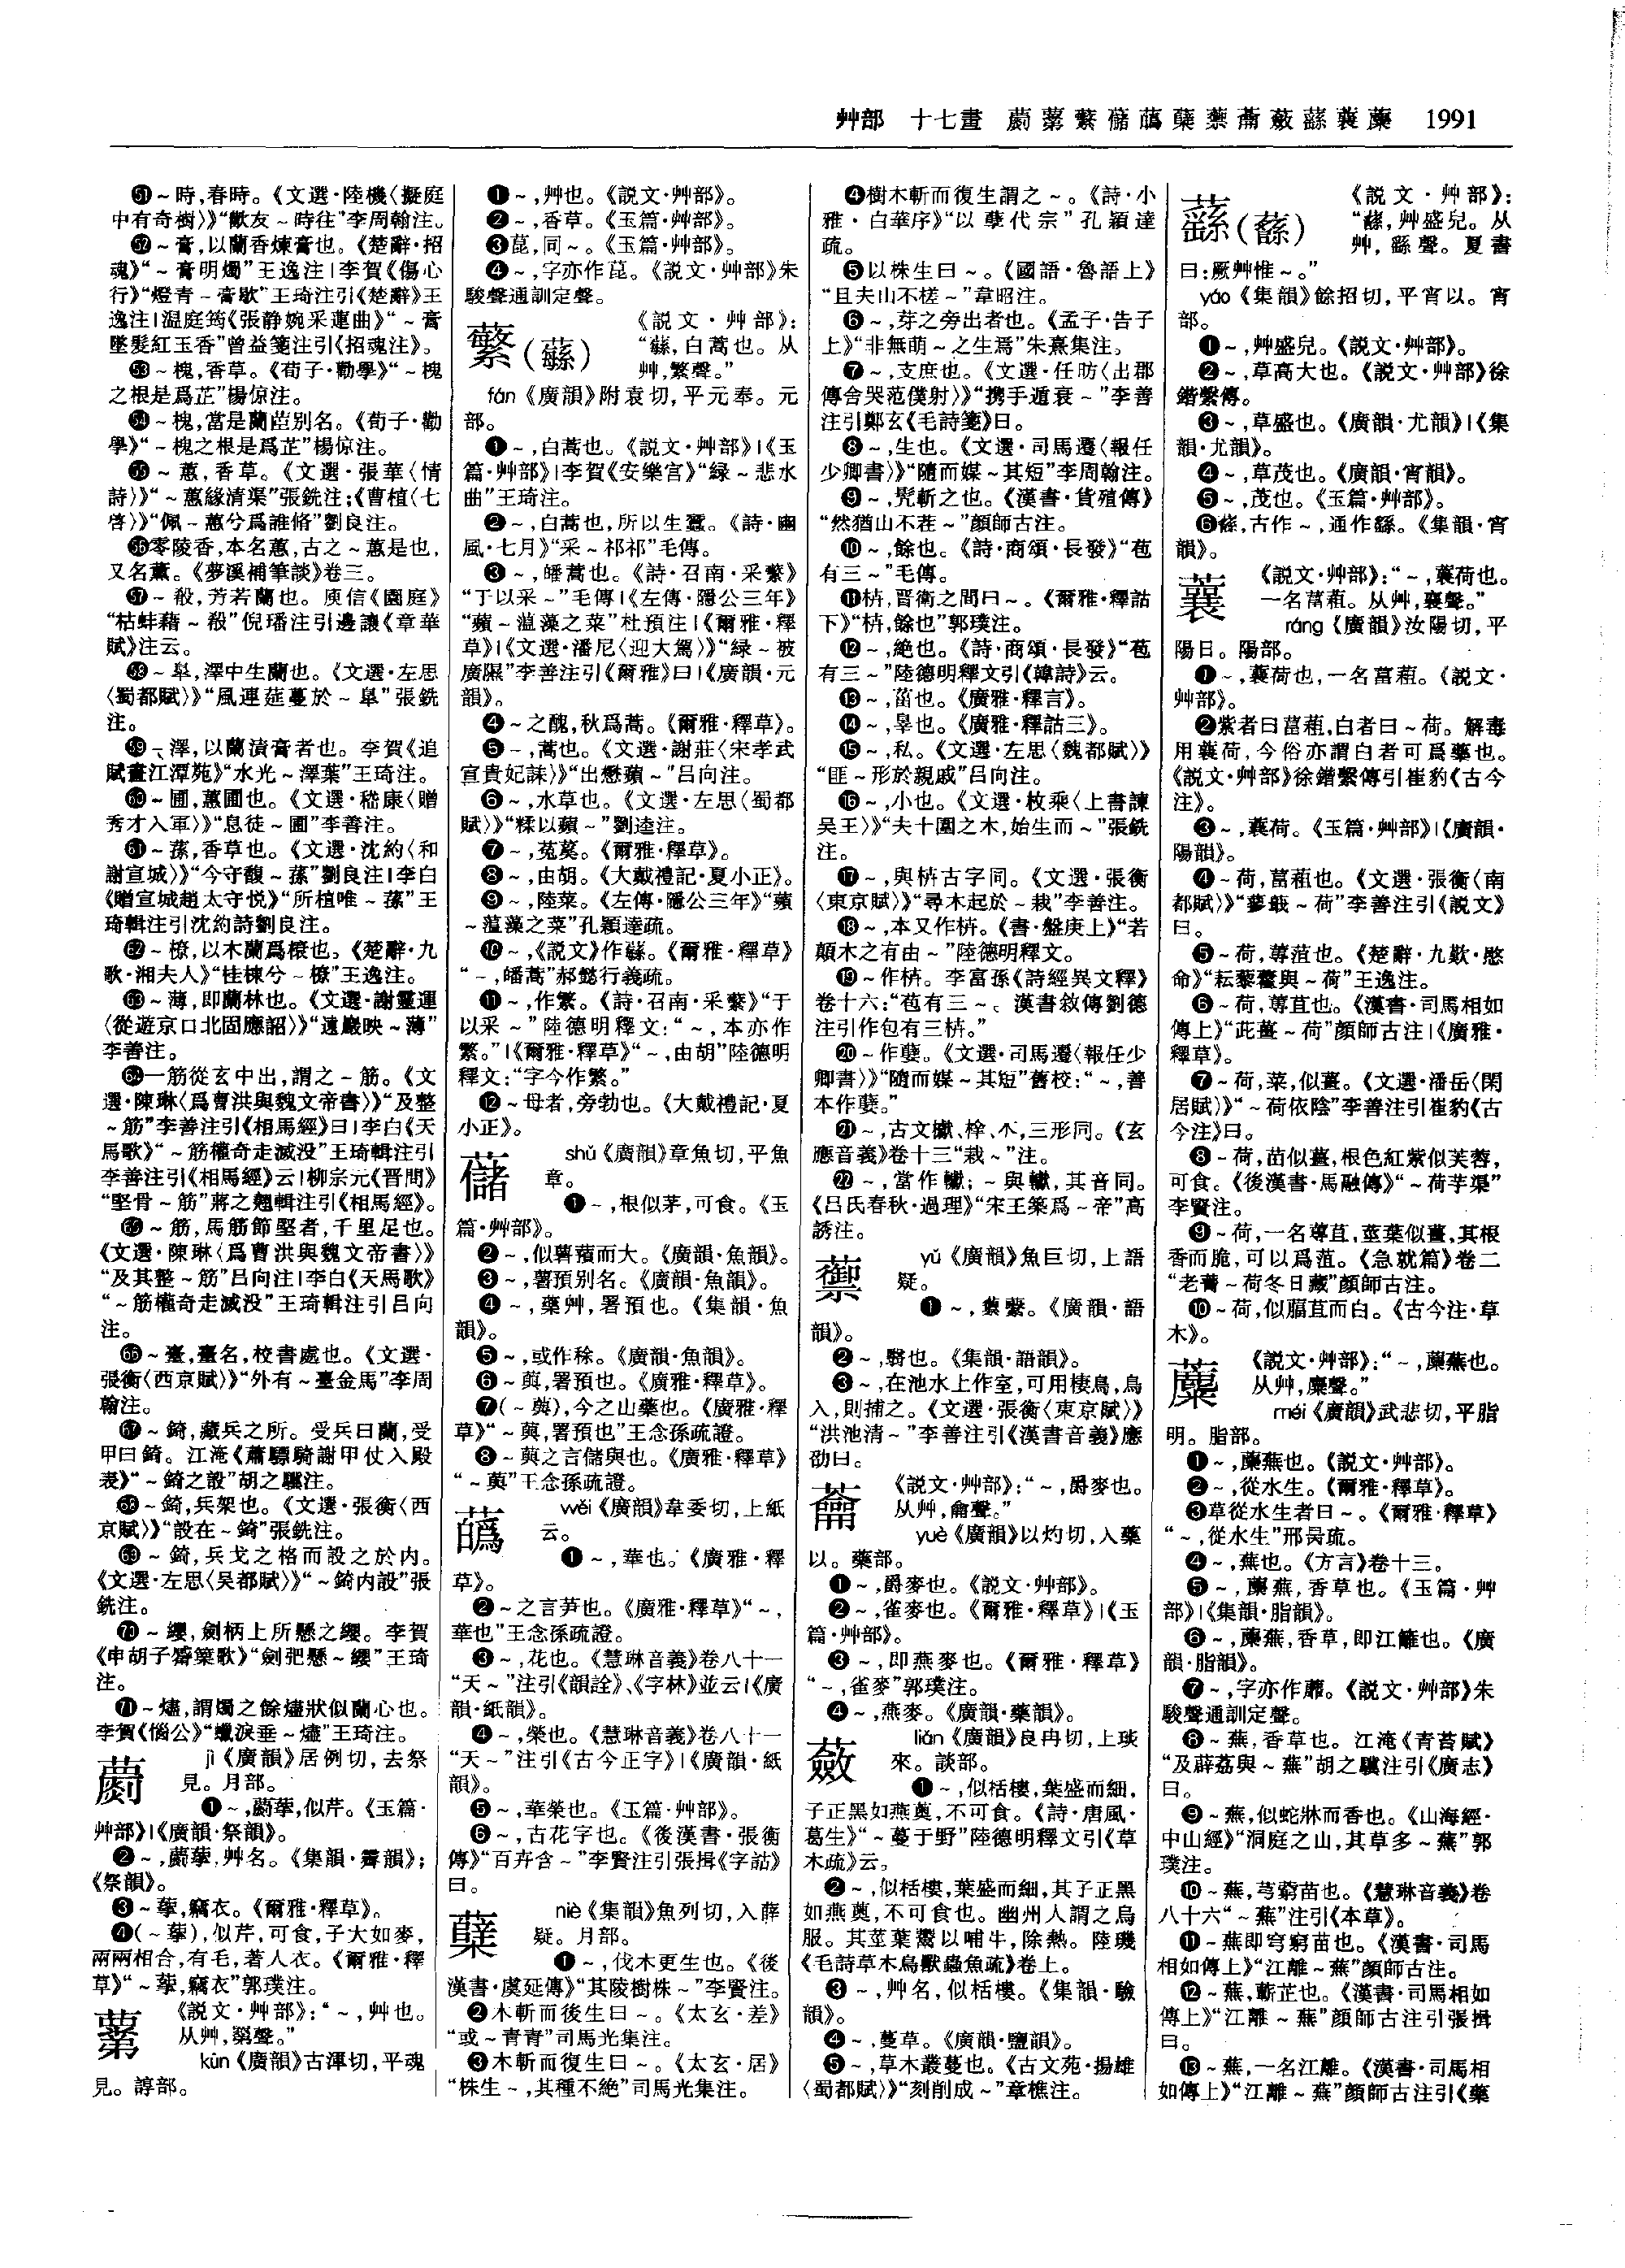 艸部　十七畫　藅虆蘩藸蘤蘖蘌蘥蘞蘨蘘蘪　1991
�51～時,春時。《文選·陸機〈擬庭
中有奇樹〉》“歡友～時往”李周翰注。
㊾～膏,以蘭香煉膏也。《楚辭·招
魂》“～膏明燭”王逸注|李賀《傷心
行》“燈青～膏歇”王琦注引《楚辭》王
逸注|溫庭筠《張静婉采蓮曲》“～膏
墜髮紅玉香”曾益箋注引《招魂注》。
～槐,香草。《荀子·勸學》“～槐
之根是爲芷”楊倞注。
～槐,當是蘭茝别名。《荀子·勸
學》“～槐之根是爲芷”楊倞注。
～蕙,香草。《文選·張華〈情
詩〉》“～蕙緣清渠”張銑注;《曹植〈七
啓〉》“佩～蕙兮爲誰脩”劉良注。
零陵香,本名蕙,古之～蕙是也,
又名薰。《夢溪補筆談》卷三。
～殽,芳若蘭也。庾信《園庭》
“枯蚌藉～殽”倪璠注引邊讓《章華
賦》注云。
～皋,澤中生蘭也。《文選·左思
〈蜀都賦〉》“風連莚蔓於～皋”張銑
注。
～澤,以蘭漬膏者也。李賀《追
賦畫江潭苑》“水光～澤葉”王琦注。
～圃,蕙圃也。《文選·嵇康〈贈
秀才入軍〉》“息徒～圃”李善注。
～蓀,香草也。《文選·沈約〈和
謝宣城〉》“今守馥～蓀”劉良注|李白
《贈宣城趙太守悦》“所植唯～蓀”王
琦輯注引沈約詩劉良注。
～橑,以木蘭爲榱也。《楚辭·九
歌·湘夫人》“桂棟兮～橑”王逸注。
～薄,即蘭林也。《文選·謝靈運
〈從遊京口北固應詔〉》“遠巖映～薄”
李善注。
一筋從玄中出,謂之～筋。《文
選·陳琳〈爲曹洪與魏文帝書〉》“及整
～筋”李善注引《相馬經》曰|李白《天
馬歌》“～筋權奇走滅没”王琦輯注引
李善注引《相馬經》云|柳宗元《晉問》
“堅骨～筋”蔣之翹輯注引《相馬經》。
～筋,馬筋節堅者,千里足也。
《文選·陳琳〈爲曹洪與魏文帝書〉》
“及其整～筋”吕向注|李白《天馬歌》
“～筋權奇走滅没”王琦輯注引吕向
注。
～臺,臺名,校書處也。《文選·
張衡〈西京賦〉》“外有～臺金馬”李周
翰注。
～錡,藏兵之所。受兵曰蘭,受
甲曰錡。江淹《蕭驃騎謝甲仗入殿
表》“～錡之設”胡之驥注。
～錡,兵架也。《文選·張衡〈西
京賦〉》“設在～錡”張銑注。
～錡,兵戈之格而設之於内。
《文選·左思〈吴都賦〉》“～錡内設”張
銑注。
～纓,劍柄上所懸之纓。李賀
《申胡子觱篥歌》“劍弝懸～纓”王琦
注。
～燼,謂燭之餘燼狀似蘭心也。
李賀《惱公》“蠟淚垂～燼”王琦注。
藅
jì《廣韻》居例切,去祭
見。月部。
❶～,藅挐,似芹。《玉篇·
艸部》|《廣韻·祭韻》。
❷～,藅挐,艸名。《集韻·霽韻》;
《祭韻》。
❸～挐,竊衣。《爾雅·釋草》。
❹(～挐),似芹,可食,子大如麥,
兩兩相合,有毛,著人衣。《爾雅·釋
草》“～挐,竊衣”郭璞注。
《説文·艸部》:“～,艸也。
从艸,聲。”
kūn《廣韻》古渾切,平魂
見。諄部。
❶～,艸也。《説文·艸部》。
❷～,香草。《玉篇·艸部》。
❸菎,同～。《玉篇·艸部》。
❹～,字亦作菎。《説文·艸部》朱
駿聲通訓定聲。
蘩(䋣)
《説文·艸部》:
“䋣,白蒿也。从
艸,繁聲。”
fán《廣韻》附袁切,平元奉。元
部。
❶～,白蒿也。《説文·艸部》|《玉
篇·艸部》|李賀《安樂宫》“緑～悲水
曲”王琦注。
❷～,白蒿也,所以生蠶。《詩·豳
風·七月》“采～祁祁”毛傳。
❸～,皤蒿也。《詩·召南·采蘩》
“于以采～”毛傳|《左傳·隱公三年》
“蘋～薀藻之菜”杜預注|《爾雅·釋
草》|《文選·潘尼〈迎大駕〉》“緑～被
廣隰”李善注引《爾雅》曰|《廣韻·元
韻》。
❹～之醜,秋爲蒿。《爾雅·釋草》。
❺～,蒿也。《文選·謝莊〈宋孝武
宣貴妃誄〉》“出懋蘋～”吕向注。
❻～,水草也。《文選·左思〈蜀都
賦〉》“糅以蘋～”劉逵注。
❼～,菟葵。《爾雅·釋草》。
❽～,由胡。《大戴禮記·夏小正》。
❾～,陸菜。《左傳·隱公三年》“蘋
～薀藻之菜”孔穎達疏。
❿～,《説文》作䋣。《爾雅·釋草》
“～,皤蒿”郝懿行義疏。
⓫～,作繁。《詩·召南·采蘩》“于
以采～”陸德明釋文:“～,本亦作
繁。”|《爾雅·釋草》“～,由胡”陸德明
釋文:“字今作繁。”
⓬～母者,旁勃也。《大戴禮記·夏
小正》。
藸
shǔ《廣韻》章魚切,平魚
章。
❶～,根似茅,可食。《玉
篇·艸部》。
❷～,似薯蕷而大。《廣韻·魚韻》。
❸～,署預别名。《廣韻·魚韻》。
❹～,藥艸,署預也。《集韻·魚
韻》。
❺～,或作䅳。《廣韻·魚韻》。
❻～萸,署預也。《廣雅·釋草》。
❼(～萸),今之山藥也。《廣雅·釋
草》“～萸,署預也”王念孫疏證。
❽～萸之言儲與也。《廣雅·釋草》
“～萸”王念孫疏證。
蘤
wěi《廣韻》韋委切,上紙
云。
❶～,華也。《廣雅·釋
草》。
❷～之言芛也。《廣雅·釋草》“～,
華也”王念孫疏證。
❸～,花也。《慧琳音義》卷八十一
“天～”注引《韻詮》、《字林》並云|《廣
韻·紙韻》。
❹～,榮也。《慧琳音義》卷八十一
“天～”注引《古今正字》|《廣韻·紙
韻》。
❺～,華榮也。《玉篇·艸部》。
❻～,古花字也。《後漢書·張衡
傳》“百卉含～”李賢注引張揖《字詁》
曰。
蘖
niè《集韻》魚列切,入薛
疑。月部。
❶～,伐木更生也。《後
漢書·虞延傳》“其陵樹株～”李賢注。
❷木斬而後生曰～。《太玄·差》
“或～青青”司馬光集注。
❸木斬而復生曰～。《太玄·居》
“株生～,其種不絶”司馬光集注。
❹樹木斬而復生謂之～。《詩·小
雅·白華序》“以孽代宗”孔穎達
疏。
❺以株生曰～。《國語·魯語上》
“且夫山不槎～”韋昭注。
❻～,芽之旁出者也。《孟子·告子
上》“非無萌～之生焉”朱熹集注。
❼～,支庶也。《文選·任昉〈出郡
傳舍哭范僕射〉》“携手遁衰～”李善
注引鄭玄《毛詩箋》曰。
❽～,生也。《文選·司馬遷〈報任
少卿書〉》“隨而媒～其短”李周翰注。
❾～,髡斬之也。《漢書·貨殖傳》
“然猶山不茬～”顔師古注。
❿～,餘也。《詩·商頌·長發》“苞
有三～”毛傳。
⓫枿,晋衛之間曰～。《爾雅·釋詁
下》“枿,餘也”郭璞注。
⓬～,絶也。《詩·商頌·長發》“苞
有三～”陸德明釋文引《韓詩》云。
⓭～,菑也。《廣雅·釋言》。
⓮～,辠也。《廣雅·釋詁三》。
⓯～,私。《文選·左思〈魏都賦〉》
“匪～形於親戚”吕向注。
⓰～,小也。《文選·枚乘〈上書諫
吴王〉》“夫十圍之木,始生而～”張銑
注。
⓱～,與枿古字同。《文選·張衡
〈東京賦〉》“尋木起於～栽”李善注。
⓲～,本又作枿。《書·盤庚上》“若
顛木之有由～”陸德明釋文。
⓳～作枿。李富孫《詩經異文釋》
卷十六:“苞有三～、漢書敘傳劉德
注引作包有三枿。”
⓴～作孽。《文選·司馬遷〈報任少
卿書〉》“隨而媒～其短”舊校:“～,善
本作孽。”
㉑～,古文㰆、㭐、不,三形同。《玄
應音義》卷十三“栽～”注。
㉒～,當作钀;～與钀,其音同。
《吕氏春秋·過理》“宋王築爲～帝”高
誘注。
蘌
yǔ《廣韻》魚巨切,上語
疑。
❶～,蘌蘩。《廣韻·語
韻》。
❷～,翳也。《集韻·語韻》。
❸～,在池水上作室,可用棲鳥,鳥
入,則捕之。《文選·張衡〈東京賦〉》
“洪池清～”李善注引《漢書音義》應
劭曰。
蘥
《説文·艸部》:“～,爵麥也。
从艸,龠聲。”
yuè《廣韻》以灼切,入藥
以。藥部。
❶～,爵麥也。《説文·艸部》。
❷～,雀麥也。《爾雅·釋草》|《玉
篇·艸部》。
❸～,即燕麥也。《爾雅·釋草》
“～,雀麥”郭璞注。
❹～,燕麥。《廣韻·藥韻》。
蘞
liǎn《廣韻》良冉切,上琰
來。談部。
❶～,似栝樓,葉盛而細,
子正黑如燕薁,不可食。《詩·唐風·
葛生》“～蔓于野”陸德明釋文引《草
木疏》云。
❷～,似栝樓,葉盛而細,其子正黑
如燕薁,不可食也。幽州人謂之烏
服。其莖葉鬻以哺牛,除熱。陸璣
《毛詩草木鳥獸蟲魚疏》卷上。
❸～,艸名,似栝樓。《集韻·驗
韻》。
❹～,蔓草。《廣韻·鹽韻》。
❺～,草木叢蔓也。《古文苑·揚雄
〈蜀都賦〉》“刻削成～”章樵注。
蘨(䔄)
《説文·艸部》:
“蘨,艸盛皃。从
艸,繇聲。夏書
曰:厥艸惟～。”
yáo《集韻》餘招切,平宵以。宵
部。
❶～,艸盛皃。《説文·艸部》。
❷～,草高大也。《説文·艸部》徐
鍇繫傳。
❸～,草盛也。《廣韻·尤韻》|《集
韻·尤韻》。
❹～,草茂也。《廣韻·宵韻》。
❺～,茂也。《玉篇·艸部》。
❻蓧,古作～,通作繇。《集韻·宵
韻》。
蘘
《説文·艸部》:“～,蘘荷也。
一名葍蒩。从艸,襄聲。”
ráng《廣韻》汝陽切,平
陽日。陽部。
❶～,蘘荷也,一名葍蒩。《説文·
艸部》。
❷紫者曰葍蒩,白者曰～荷。解毒
用蘘荷,今俗亦謂白者可爲藥也。
《説文·艸部》徐鍇繫傳引崔豹《古今
注》。
❸～,蘘荷。《玉篇·艸部》|《廣韻·
陽韻》。
❹～荷,葍蒩也。《文選·張衡〈南
都賦〉》“蓼蕺～荷”李善注引《説文》
曰。
❺～荷,蓴菹也。《楚辭·九歎·愍
命》“耘藜藿與～荷”王逸注。
❻～荷,蓴苴也。《漢書·司馬相如
傳上》“茈薑～荷”顔師古注|《廣雅·
釋草》。
❼～荷,菜,似薑。《文選·潘岳〈閑
居賦〉》“～荷依陰”李善注引崔豹《古
今注》曰。
❽～荷,苗似薑,根色紅紫似芙蓉,
可食。《後漢書·馬融傳》“～荷芋渠”
李賢注。
❾～荷,一名蓴苴,莖葉似薑,其根
香而脆,可以爲菹。《急就篇》卷二
“老菁～荷冬日藏”顔師古注。
❿～荷,似葍苴而白。《古今注·草
木》。
蘪
《説文·艸部》:“～,蘪蕪也。
从艸,麋聲。”
méi《廣韻》武悲切,平脂
明。脂部。
❶～,蘪蕪也。《説文·艸部》。
❷～,從水生。《爾雅·釋草》。
❸草從水生者曰～。《爾雅·釋草》
“～,從水生”邢昺疏。
❹～,蕪也。《方言》卷十三。
❺～,蘪蕪,香草也。《玉篇·艸
部》|《集韻·脂韻》。
❻～,蘪蕪,香草,即江蘺也。《廣
韻·脂韻》。
❼～,字亦作蘼。《説文·艸部》朱
駿聲通訓定聲。
❽～蕪,香草也。江淹《青苔賦》
“及薜荔與～蕪”胡之驥注引《廣志》
曰。
❾～蕪,似蛇牀而香也。《山海經·
中山經》“洞庭之山,其草多～蕪”郭
璞注。
❿～蕪,芎藭苗也。《慧琳音義》卷
八十六“～蕪”注引《本草》。
⓫～蕪即穹窮苗也。《漢書·司馬
相如傳上》“江離～蕪”顔師古注。
⓬～蕪,蘄芷也。《漢書·司馬相如
傳上》“江離～蕪”顔師古注引張揖
曰。
⓭～蕪,一名江離。《漢書·司馬相
如傳上》“江離～蕪”顔師古注引《藥